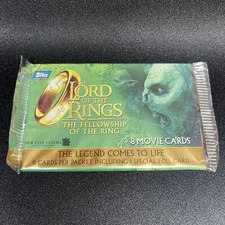 Topps
THE
LORD
OF THE
RINGS
THE FELLOWSHIP
OF THE RING
8 MOVIE CARDS
THE LEGEND COMES TO LIFE
8 CARDS PER PACKET INCLUDING 1 SPECIAL FOIL CARD